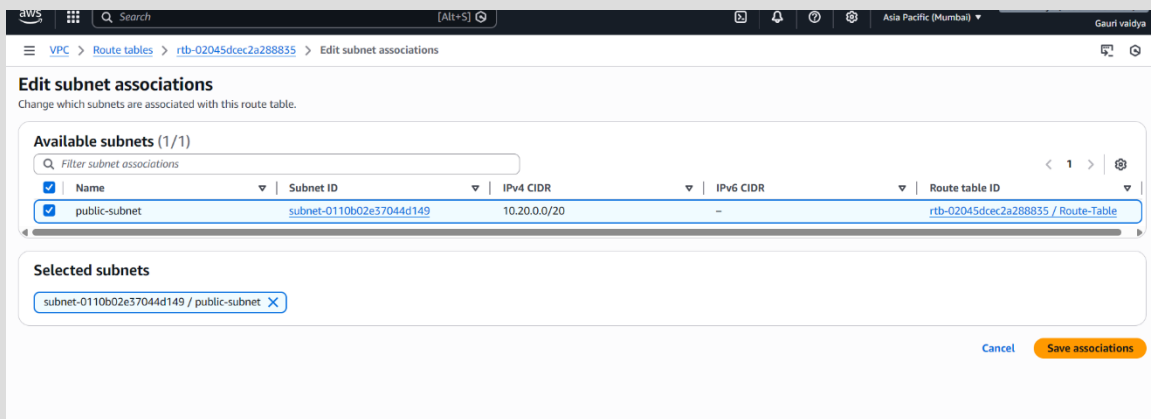 aws
Search [Alt+S]
Asia Pacific (Mumbai)
Gauri vaidya
VPC > Route tables > rtb-02045dcec2a288835 > Edit subnet associations
Edit subnet associations
Change which subnets are associated with this route table.
Available subnets (1/1)
Filter subnet associations
< 1 >
Name Subnet ID IPv4 CIDR IPv6 CIDR Route table ID
public-subnet subnet-0110b02e37044d149 10.20.0.0/20 – rtb-02045dcec2a288835 / Route-Table
Selected subnets
subnet-0110b02e37044d149 / public-subnet
Cancel Save associations